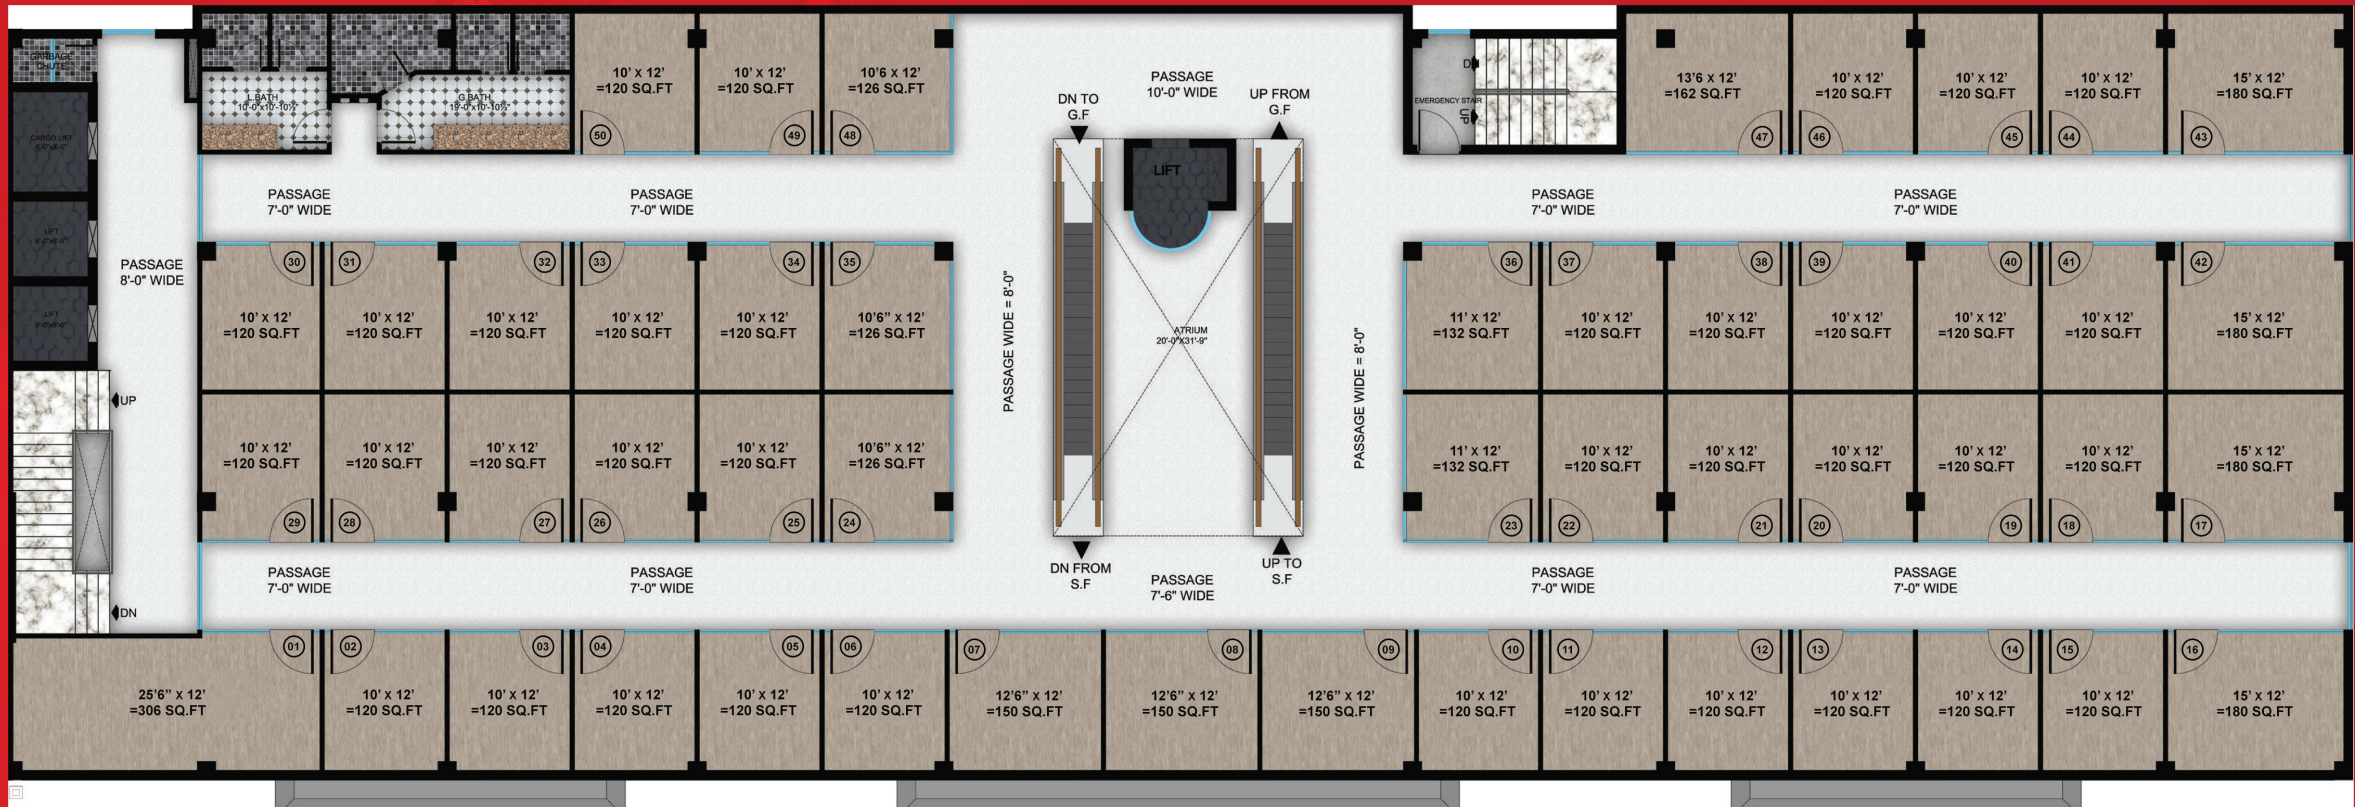 GARBAGE
CHUTE
L.BATH
10'-0"x10'-10½"
G.BATH
19'-0"x10'-10½"
10' x 12'
=120 SQ.FT
50
10' x 12'
=120 SQ.FT
49
10'6 x 12'
=126 SQ.FT
48
PASSAGE
10'-0" WIDE
DN TO
G.F
UP FROM
G.F
EMERGENCY STAIR
UP
13'6 x 12'
=162 SQ.FT
47
10' x 12'
=120 SQ.FT
46
10' x 12'
=120 SQ.FT
45
10' x 12'
=120 SQ.FT
44
15' x 12'
=180 SQ.FT
43
CARGO LIFT
LIFT
LIFT
PASSAGE
8'-0" WIDE
UP
DN
PASSAGE
7'-0" WIDE
PASSAGE
7'-0" WIDE
LIFT
PASSAGE
7'-0" WIDE
PASSAGE
7'-0" WIDE
30
10' x 12'
=120 SQ.FT
31
10' x 12'
=120 SQ.FT
32
10' x 12'
=120 SQ.FT
33
10' x 12'
=120 SQ.FT
34
10' x 12'
=120 SQ.FT
35
10'6" x 12'
=126 SQ.FT
PASSAGE WIDE = 8'-0"
ATRIUM
20'-0"X31'-9"
PASSAGE WIDE = 8'-0"
36
11' x 12'
=132 SQ.FT
37
10' x 12'
=120 SQ.FT
38
10' x 12'
=120 SQ.FT
39
10' x 12'
=120 SQ.FT
40
10' x 12'
=120 SQ.FT
41
10' x 12'
=120 SQ.FT
42
15' x 12'
=180 SQ.FT
10' x 12'
=120 SQ.FT
29
10' x 12'
=120 SQ.FT
28
10' x 12'
=120 SQ.FT
27
10' x 12'
=120 SQ.FT
26
10' x 12'
=120 SQ.FT
25
10'6" x 12'
=126 SQ.FT
24
11' x 12'
=132 SQ.FT
23
10' x 12'
=120 SQ.FT
22
10' x 12'
=120 SQ.FT
21
10' x 12'
=120 SQ.FT
20
10' x 12'
=120 SQ.FT
19
10' x 12'
=120 SQ.FT
18
15' x 12'
=180 SQ.FT
17
PASSAGE
7'-0" WIDE
PASSAGE
7'-0" WIDE
DN FROM
S.F
PASSAGE
7'-6" WIDE
UP TO
S.F
PASSAGE
7'-0" WIDE
PASSAGE
7'-0" WIDE
01
25'6" x 12'
=306 SQ.FT
02
10' x 12'
=120 SQ.FT
03
10' x 12'
=120 SQ.FT
04
10' x 12'
=120 SQ.FT
05
10' x 12'
=120 SQ.FT
06
10' x 12'
=120 SQ.FT
07
12'6" x 12'
=150 SQ.FT
08
12'6" x 12'
=150 SQ.FT
09
12'6" x 12'
=150 SQ.FT
10
10' x 12'
=120 SQ.FT
11
10' x 12'
=120 SQ.FT
12
10' x 12'
=120 SQ.FT
13
10' x 12'
=120 SQ.FT
14
10' x 12'
=120 SQ.FT
15
10' x 12'
=120 SQ.FT
16
15' x 12'
=180 SQ.FT